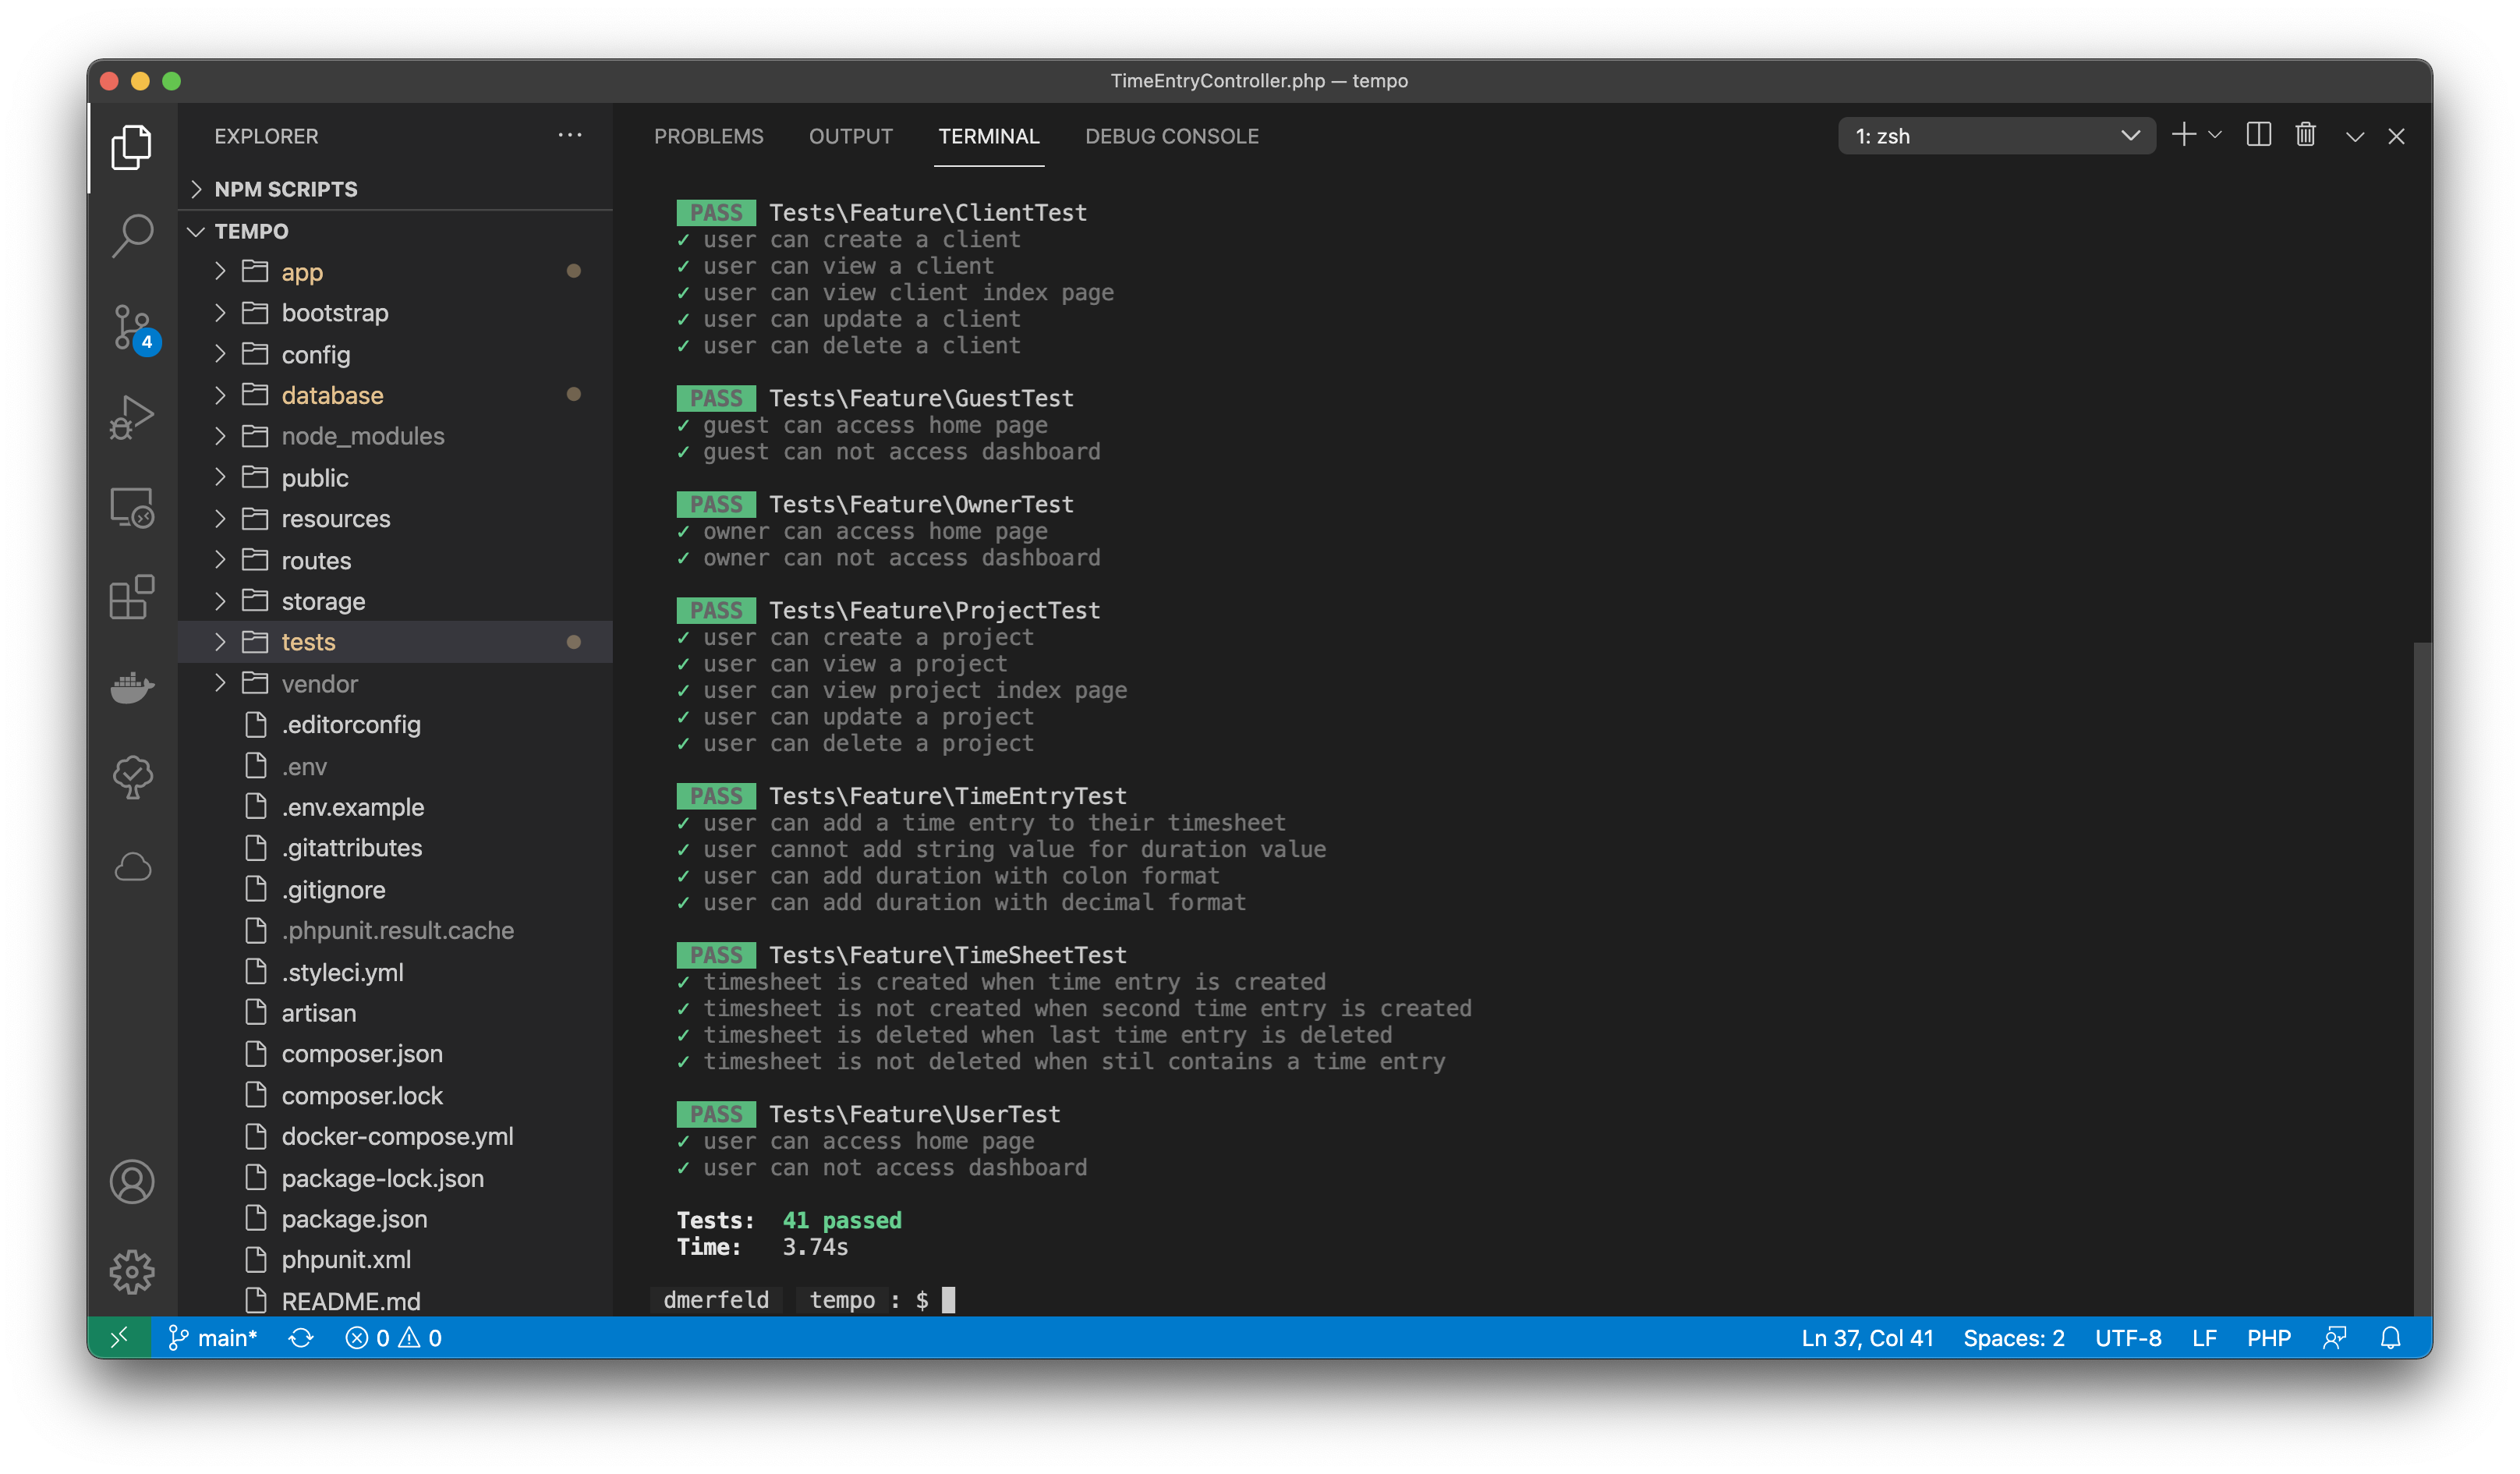 TimeEntryController.php — tempo
EXPLORER
NPM SCRIPTS
TEMPO
app
bootstrap
config
database
node_modules
public
resources
routes
storage
tests
vendor
.editorconfig
.env
.env.example
.gitattributes
.gitignore
.phpunit.result.cache
.styleci.yml
artisan
composer.json
composer.lock
docker-compose.yml
package-lock.json
package.json
phpunit.xml
README.md
4
PROBLEMS OUTPUT TERMINAL DEBUG CONSOLE
1: zsh
PASS Tests\Feature\ClientTest
✓ user can create a client
✓ user can view a client
✓ user can view client index page
✓ user can update a client
✓ user can delete a client
PASS Tests\Feature\GuestTest
✓ guest can access home page
✓ guest can not access dashboard
PASS Tests\Feature\OwnerTest
✓ owner can access home page
✓ owner can not access dashboard
PASS Tests\Feature\ProjectTest
✓ user can create a project
✓ user can view a project
✓ user can view project index page
✓ user can update a project
✓ user can delete a project
PASS Tests\Feature\TimeEntryTest
✓ user can add a time entry to their timesheet
✓ user cannot add string value for duration value
✓ user can add duration with colon format
✓ user can add duration with decimal format
PASS Tests\Feature\TimeSheetTest
✓ timesheet is created when time entry is created
✓ timesheet is not created when second time entry is created
✓ timesheet is deleted when last time entry is deleted
✓ timesheet is not deleted when stil contains a time entry
PASS Tests\Feature\UserTest
✓ user can access home page
✓ user can not access dashboard
Tests: 41 passed
Time: 3.74s
dmerfeld tempo : $
main* 0 0 Ln 37, Col 41 Spaces: 2 UTF-8 LF PHP